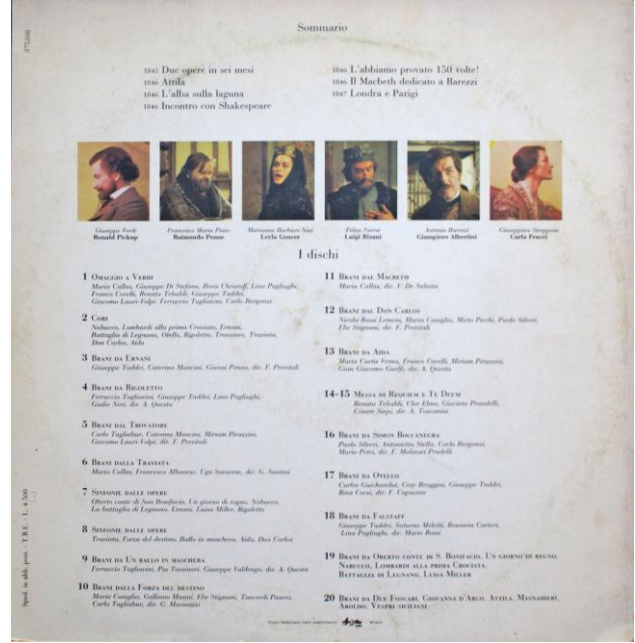 Sommario
1845 Due opere in sei mesi
1846 Attila
1846 L'alba sulla laguna
1846 Incontro con Shakespeare
1846 L'abbiamo provato 150 volte!
1846 Il Macbeth dedicato a Barezzi
1847 Londra e Parigi
Giuseppe Verdi
Ronald Pickup
Francesco Maria Piave
Raimondo Penne
Marianna Barbieri Nini
Leyla Gencer
Felice Varesi
Luigi Risani
Antonio Barezzi
Giampiero Albertini
Giuseppina Strepponi
Carla Fracci
I dischi
1 OMAGGIO A VERDI
Maria Callas, Giuseppe Di Stefano, Boris Christoff, Lina Pagliughi,
Franco Corelli, Renata Tebaldi, Giuseppe Taddei,
Giacomo Lauri-Volpi, Ferruccio Tagliavini, Carlo Bergonzi
2 CORI
Nabucco, Lombardi alla prima Crociata, Ernani,
Battaglia di Legnano, Otello, Rigoletto, Trovatore, Traviata,
Don Carlos, Aida
3 BRANI DA ERNANI
Giuseppe Taddei, Caterina Mancini, Gianni Penno, dir. F. Previtali
4 BRANI DA RIGOLETTO
Ferruccio Tagliavini, Giuseppe Taddei, Lina Pagliughi,
Giulio Neri, dir. A. Questa
5 BRANI DAL TROVATORE
Carlo Tagliabue, Caterina Mancini, Miriam Pirazzini,
Giacomo Lauri-Volpi, dir. F. Previtali
6 BRANI DALLA TRAVIATA
Maria Callas, Francesco Albanese, Ugo Savarese, dir. G. Santini
7 SINFONIE DALLE OPERE
Oberto conte di San Bonifacio, Un giorno di regno, Nabucco,
La battaglia di Legnano, Ernani, Luisa Miller, Rigoletto
8 SINFONIE DALLE OPERE
Traviata, Forza del destino, Ballo in maschera, Aida, Don Carlos
9 BRANI DA UN BALLO IN MASCHERA
Ferruccio Tagliavini, Pia Tassinari, Giuseppe Valdengo, dir. A. Questa
10 BRANI DALLA FORZA DEL DESTINO
Maria Caniglia, Galliano Masini, Ebe Stignani, Tancredi Pasero,
Carlo Tagliabue, dir. G. Marinuzzi
11 BRANI DAL MACBETH
Maria Callas, dir. V. De Sabata
12 BRANI DAL DON CARLOS
Nicola Rossi Lemeni, Maria Caniglia, Mirto Picchi, Paolo Silveri,
Ebe Stignani, dir. F. Previtali
13 BRANI DA AIDA
Maria Curtis Verna, Franco Corelli, Miriam Pirazzini,
Gian Giacomo Guelfi, dir. A. Questa
14-15 MESSA DI REQUIEM E TE DEUM
Renata Tebaldi, Cloe Elmo, Giacinto Prandelli,
Cesare Siepi, dir. A. Toscanini
16 BRANI DA SIMON BOCCANEGRA
Paolo Silveri, Antonietta Stella, Carlo Bergonzi,
Mario Petri, dir. F. Molinari Pradelli
17 BRANI DA OTELLO
Carlos Guichandut, Cesy Broggini, Giuseppe Taddei,
Rina Corsi, dir. F. Capuana
18 BRANI DA FALSTAFF
Giuseppe Taddei, Saturno Meletti, Rosanna Carteri,
Lina Pagliughi, dir. Mario Rossi
19 BRANI DA OBERTO CONTE DI S. BONIFACIO, UN GIORNO DI REGNO,
NABUCCO, LOMBARDI ALLA PRIMA CROCIATA,
BATTAGLIA DI LEGNANO, LUISA MILLER
20 BRANI DA DUE FOSCARI, GIOVANNA D'ARCO, ATTILA, MASNADIERI,
AROLDO, VESPRI SICILIANI
Sped. in abb. post. - T.R.E. - L. 4.500